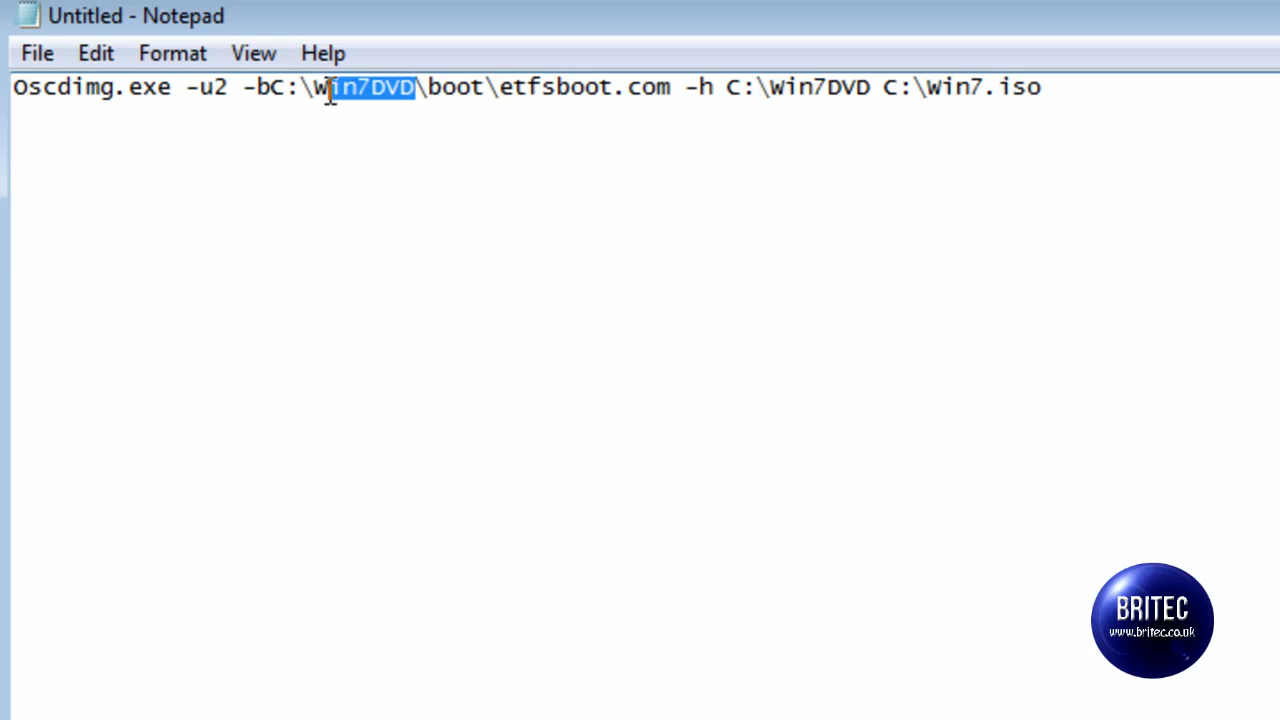 Untitled - Notepad
File Edit Format View Help
Oscdimg.exe -u2 -bC:\Win7DVD\boot\etfsboot.com -h C:\Win7DVD C:\Win7.iso
BRITEC
www.britec.co.uk